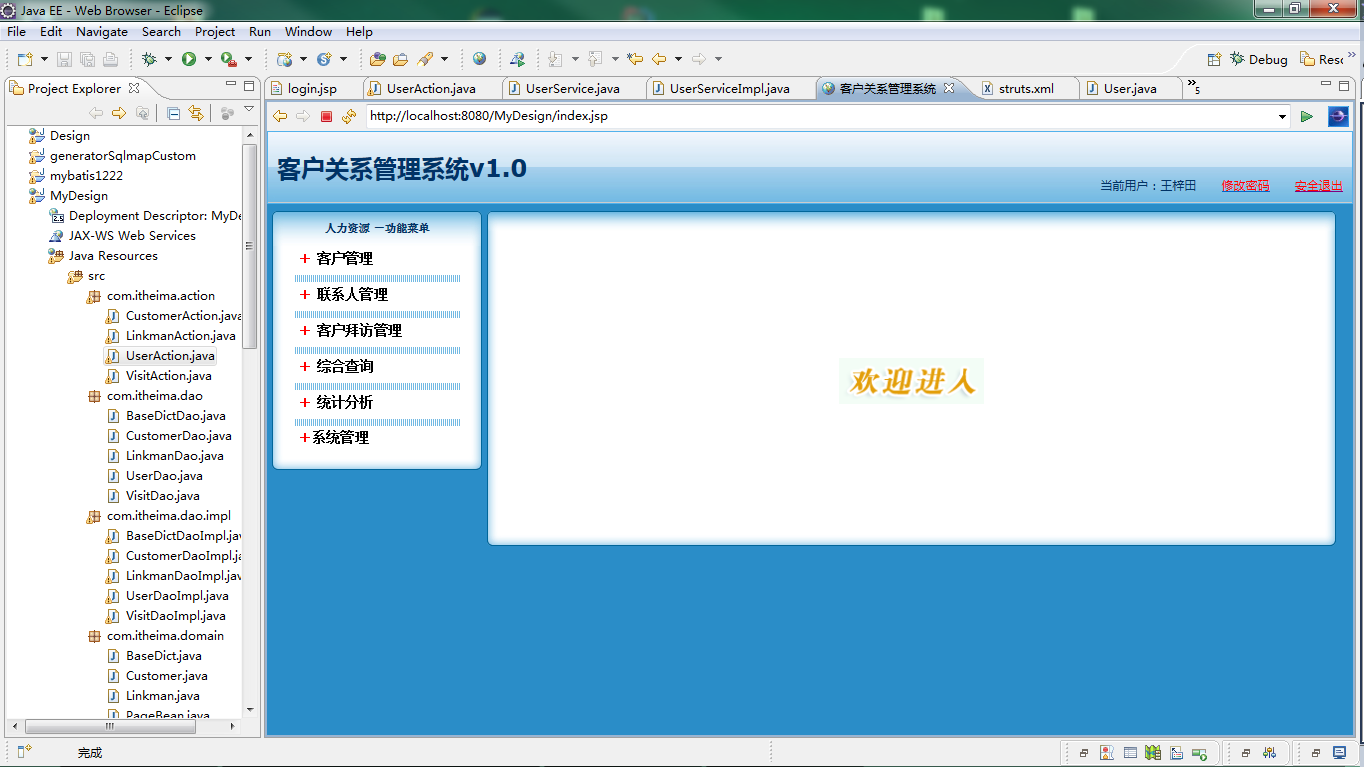 Java EE - Web Browser - Eclipse
File Edit Navigate Search Project Run Window Help
Debug Resc
Project Explorer
login.jsp UserAction.java UserService.java UserServiceImpl.java 客户关系管理系统 struts.xml User.java »5
http://localhost:8080/MyDesign/index.jsp
Design
generatorSqlmapCustom
mybatis1222
MyDesign
Deployment Descriptor: MyDe
JAX-WS Web Services
Java Resources
src
com.itheima.action
CustomerAction.java
LinkmanAction.java
UserAction.java
VisitAction.java
com.itheima.dao
BaseDictDao.java
CustomerDao.java
LinkmanDao.java
UserDao.java
VisitDao.java
com.itheima.dao.impl
BaseDictDaoImpl.jav
CustomerDaoImpl.ja
LinkmanDaoImpl.jav
UserDaoImpl.java
VisitDaoImpl.java
com.itheima.domain
BaseDict.java
Customer.java
Linkman.java
PageBean.java
客户关系管理系统v1.0
当前用户：王梓田 修改密码 安全退出
人力资源 －功能菜单
+ 客户管理
+ 联系人管理
+ 客户拜访管理
+ 综合查询
+ 统计分析
+系统管理
欢迎进人
完成